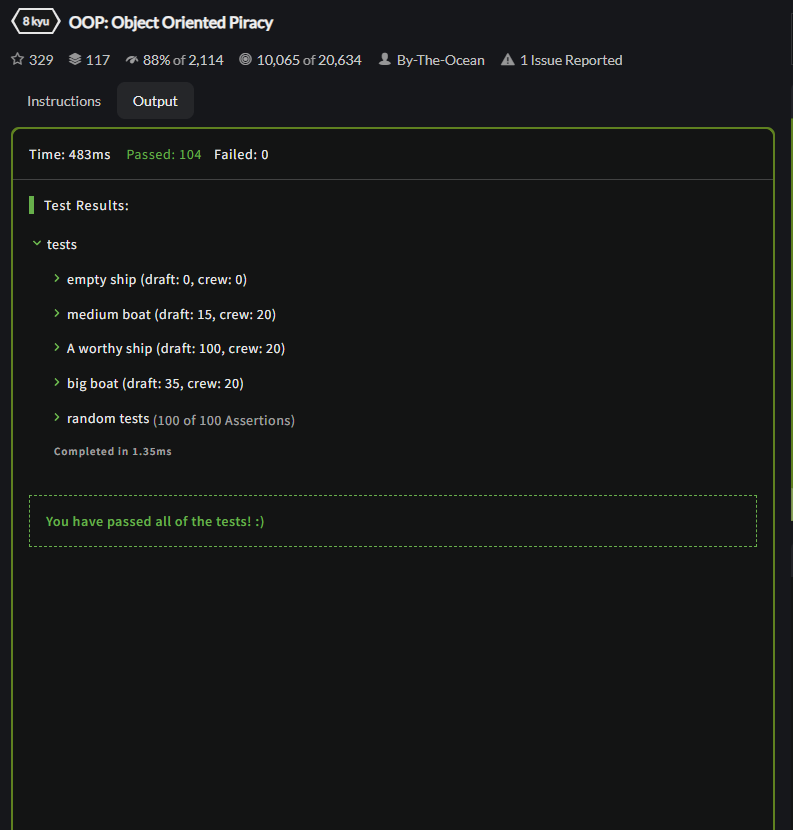 8 kyu OOP: Object Oriented Piracy
329 117 88% of 2,114 10,065 of 20,634 By-The-Ocean 1 Issue Reported
Instructions Output
Time: 483ms Passed: 104 Failed: 0
Test Results:
tests
empty ship (draft: 0, crew: 0)
medium boat (draft: 15, crew: 20)
A worthy ship (draft: 100, crew: 20)
big boat (draft: 35, crew: 20)
random tests (100 of 100 Assertions)
Completed in 1.35ms
You have passed all of the tests! :)